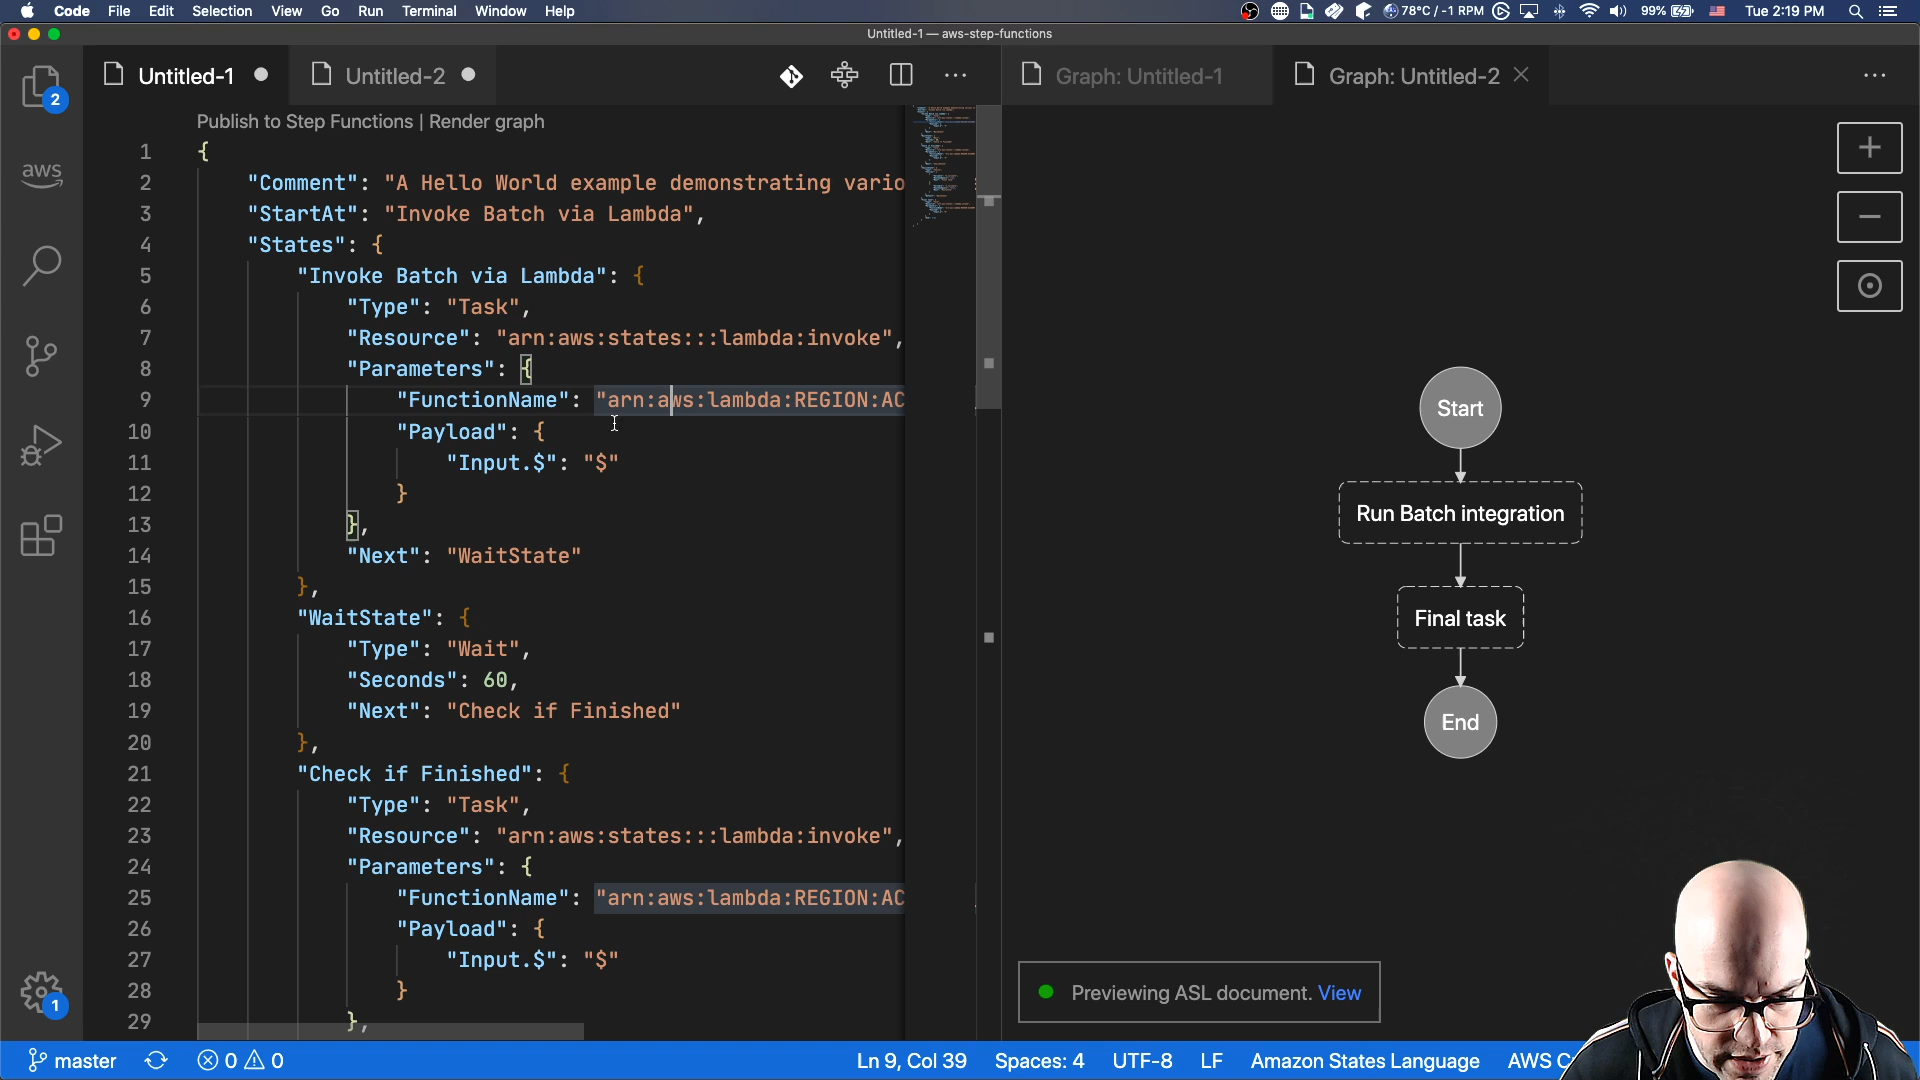 Code File Edit Selection View Go Run Terminal Window Help
78°C / -1 RPM 99% Tue 2:19 PM
Untitled-1 — aws-step-functions
Untitled-1 Untitled-2
Graph: Untitled-1 Graph: Untitled-2
2
aws
1
Publish to Step Functions | Render graph
1 {
2 "Comment": "A Hello World example demonstrating vario
3 "StartAt": "Invoke Batch via Lambda",
4 "States": {
5 "Invoke Batch via Lambda": {
6 "Type": "Task",
7 "Resource": "arn:aws:states:::lambda:invoke",
8 "Parameters": {
9 "FunctionName": "arn:aws:lambda:REGION:AC
10 "Payload": {
11 "Input.$": "$"
12 }
13 },
14 "Next": "WaitState"
15 },
16 "WaitState": {
17 "Type": "Wait",
18 "Seconds": 60,
19 "Next": "Check if Finished"
20 },
21 "Check if Finished": {
22 "Type": "Task",
23 "Resource": "arn:aws:states:::lambda:invoke",
24 "Parameters": {
25 "FunctionName": "arn:aws:lambda:REGION:AC
26 "Payload": {
27 "Input.$": "$"
28 }
29 },
Start
Run Batch integration
Final task
End
Previewing ASL document. View
master 0 0 Ln 9, Col 39 Spaces: 4 UTF-8 LF Amazon States Language AWS C